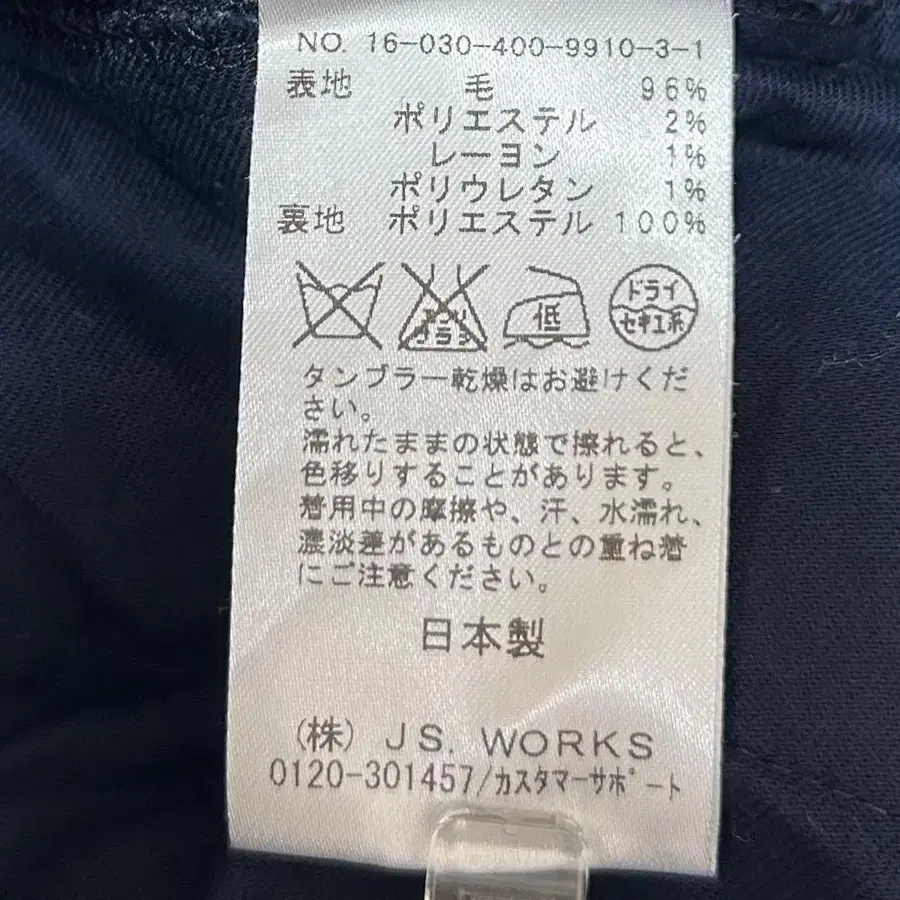 NO. 16-030-400-9910-3-1
表地 毛 96%
ポリエステル 2%
レーヨン 1%
ポリウレタン 1%
裏地 ポリエステル 100%
エンソ
サラシ
低
ドライ
セキユ系
タンブラー乾燥はお避けくだ
さい。
濡れたままの状態で擦れると、
色移りすることがあります。
着用中の摩擦や、汗、水濡れ、
濃淡差があるものとの重ね着
にご注意ください。
日本製
(株) JS. WORKS
0120-301457/カスタマーサポート